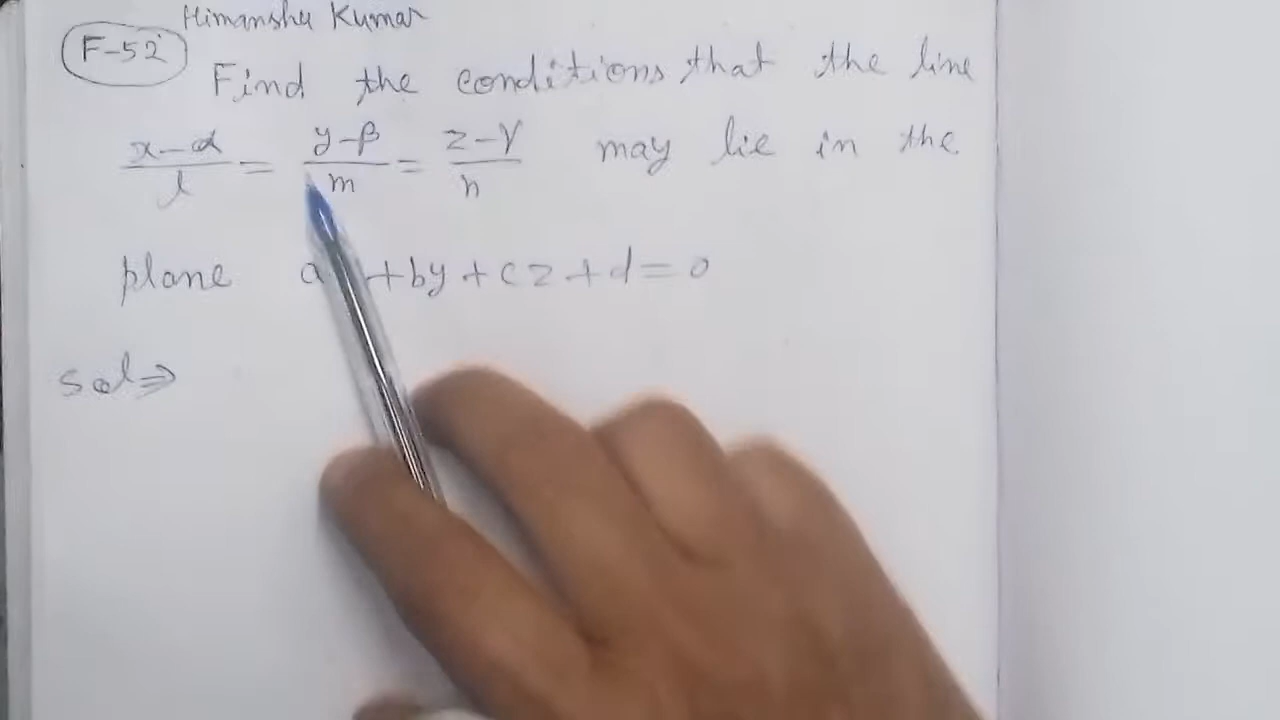 Himanshu Kumar
F-52
Find the conditions that the line
x-α/l = y-β/m = z-γ/n may lie in the
plane a +by+cz+d=0
Sol⇒